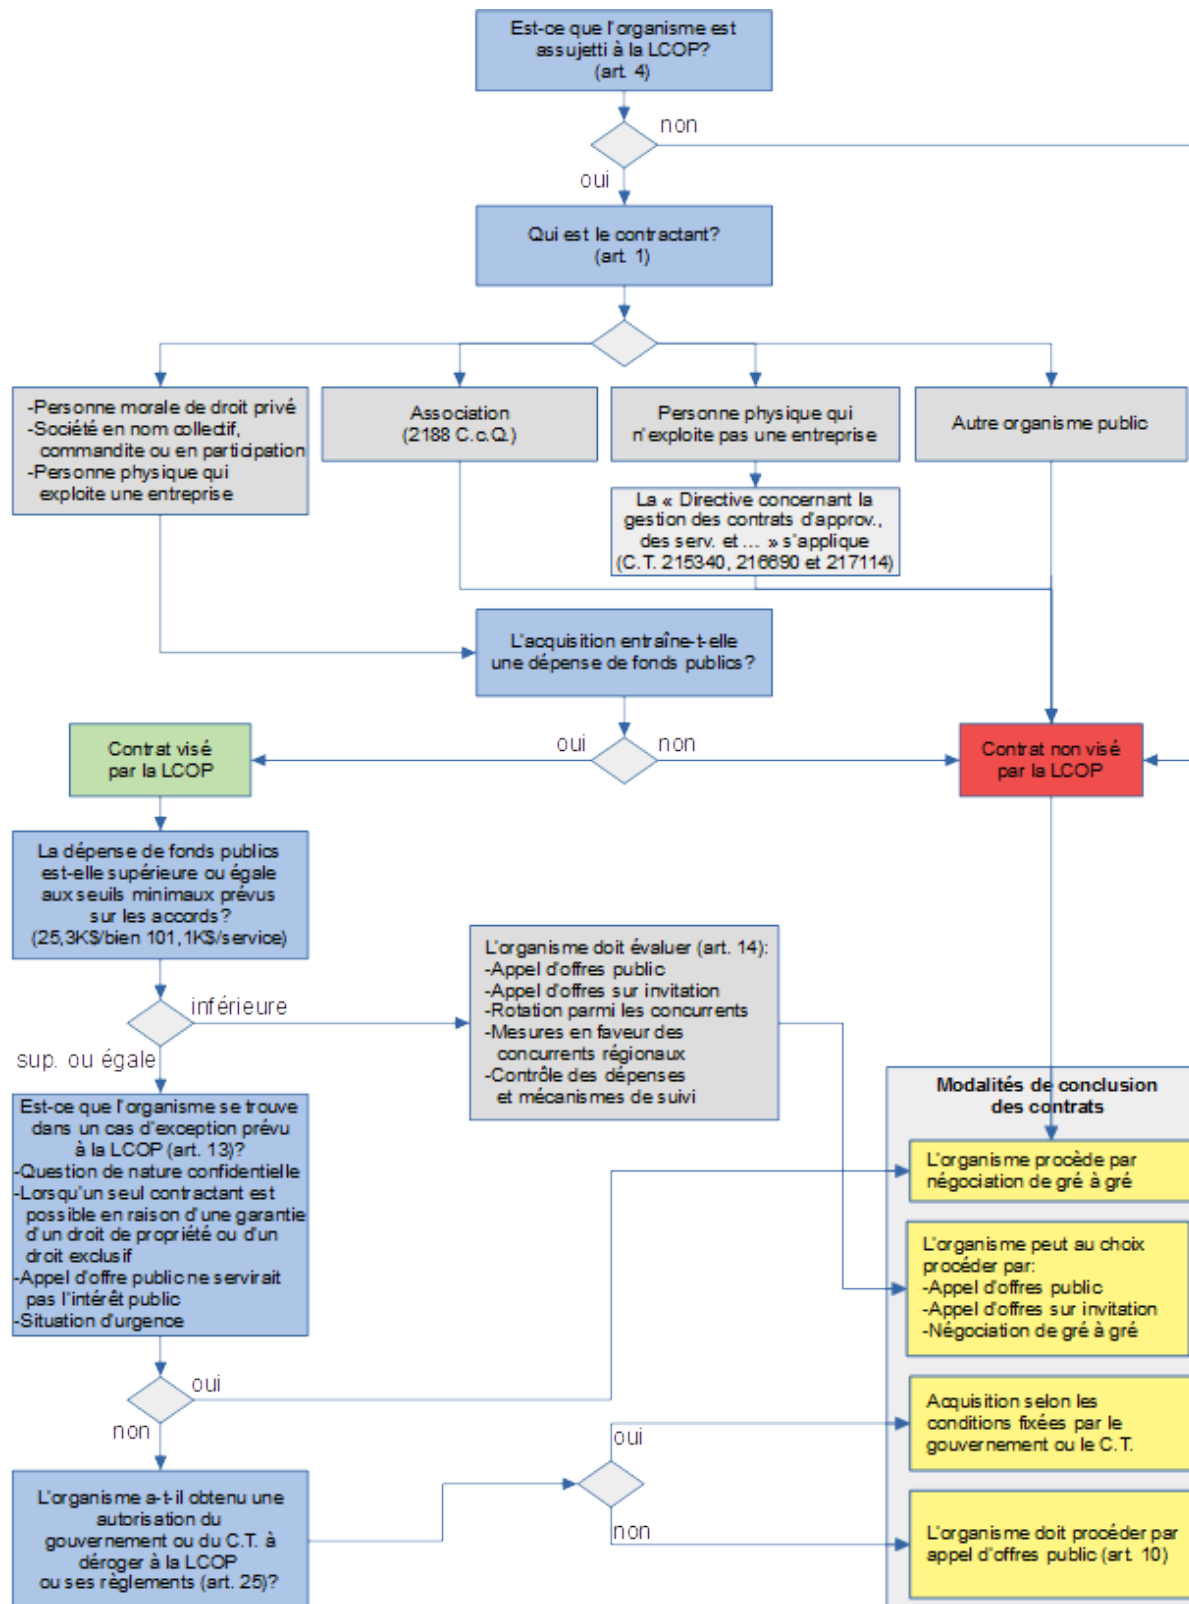 Est-ce que l'organisme est
assujetti à la LCOP?
(art. 4)
non
oui
Qui est le contractant?
(art. 1)
-Personne morale de droit privé
-Société en nom collectif,
commandite ou en participation
-Personne physique qui
exploite une entreprise
Association
(2188 C.c.Q.)
Personne physique qui
n'exploite pas une entreprise
Autre organisme public
La « Directive concernant la
gestion des contrats d'approv.,
des serv. et ... » s'applique
(C.T. 215340, 216690 et 217114)
L'acquisition entraîne-t-elle
une dépense de fonds publics?
oui
non
Contrat visé
par la LCOP
Contrat non visé
par la LCOP
La dépense de fonds publics
est-elle supérieure ou égale
aux seuils minimaux prévus
sur les accords?
(25,3K$/bien 101,1K$/service)
inférieure
sup. ou égale
L'organisme doit évaluer (art. 14):
-Appel d'offres public
-Appel d'offres sur invitation
-Rotation parmi les concurrents
-Mesures en faveur des
concurrents régionaux
-Contrôle des dépenses
et mécanismes de suivi
Est-ce que l'organisme se trouve
dans un cas d'exception prévu
à la LCOP (art. 13)?
-Question de nature confidentielle
-Lorsqu'un seul contractant est
possible en raison d'une garantie
d'un droit de propriété ou d'un
droit exclusif
-Appel d'offre public ne servirait
pas l'intérêt public
-Situation d'urgence
oui
non
L'organisme a-t-il obtenu une
autorisation du
gouvernement ou du C.T. à
déroger à la LCOP
ou ses règlements (art. 25)?
oui
non
Modalités de conclusion
des contrats
L'organisme procède par
négociation de gré à gré
L'organisme peut au choix
procéder par:
-Appel d'offres public
-Appel d'offres sur invitation
-Négociation de gré à gré
Acquisition selon les
conditions fixées par le
gouvernement ou le C.T.
L'organisme doit procéder par
appel d'offres public (art. 10)